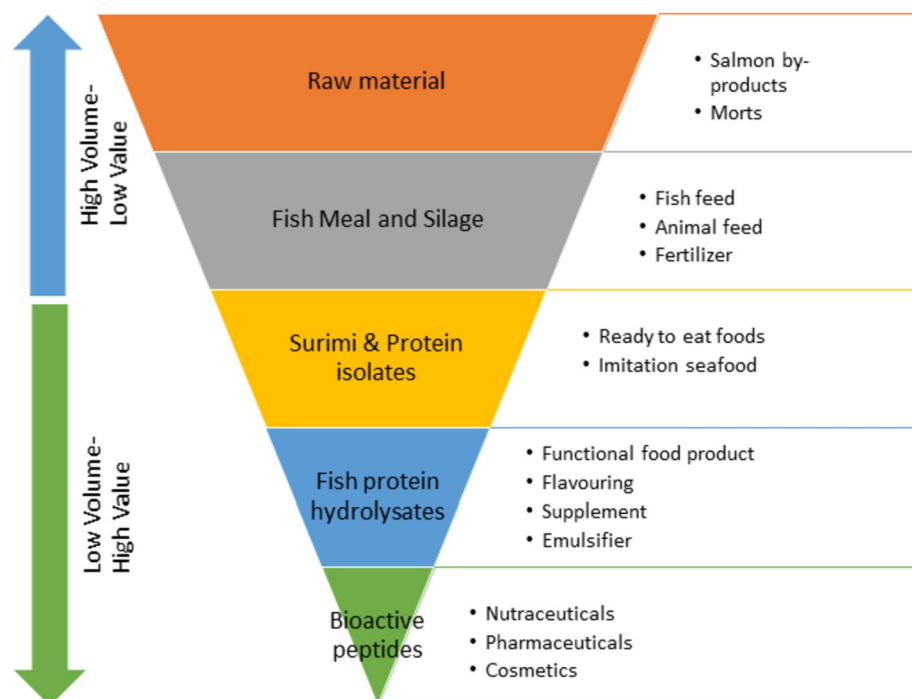 High Volume-
Low Value
Low Volume-
High Value
Raw material
• Salmon by-
products
• Morts
Fish Meal and Silage
• Fish feed
• Animal feed
• Fertilizer
Surimi & Protein
isolates
• Ready to eat foods
• Imitation seafood
Fish protein
hydrolysates
• Functional food product
• Flavouring
• Supplement
• Emulsifier
Bioactive
peptides
• Nutraceuticals
• Pharmaceuticals
• Cosmetics